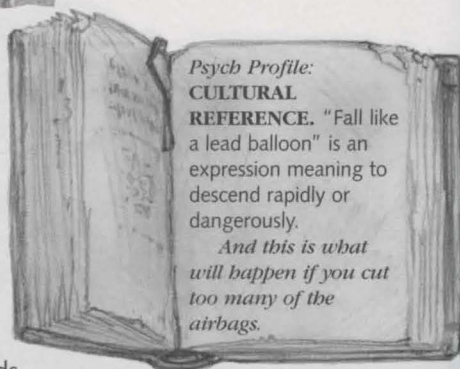 Psych Profile:
CULTURAL
REFERENCE. "Fall like
a lead balloon" is an
expression meaning to
descend rapidly or
dangerously.
And this is what
will happen if you cut
too many of the
airbags.